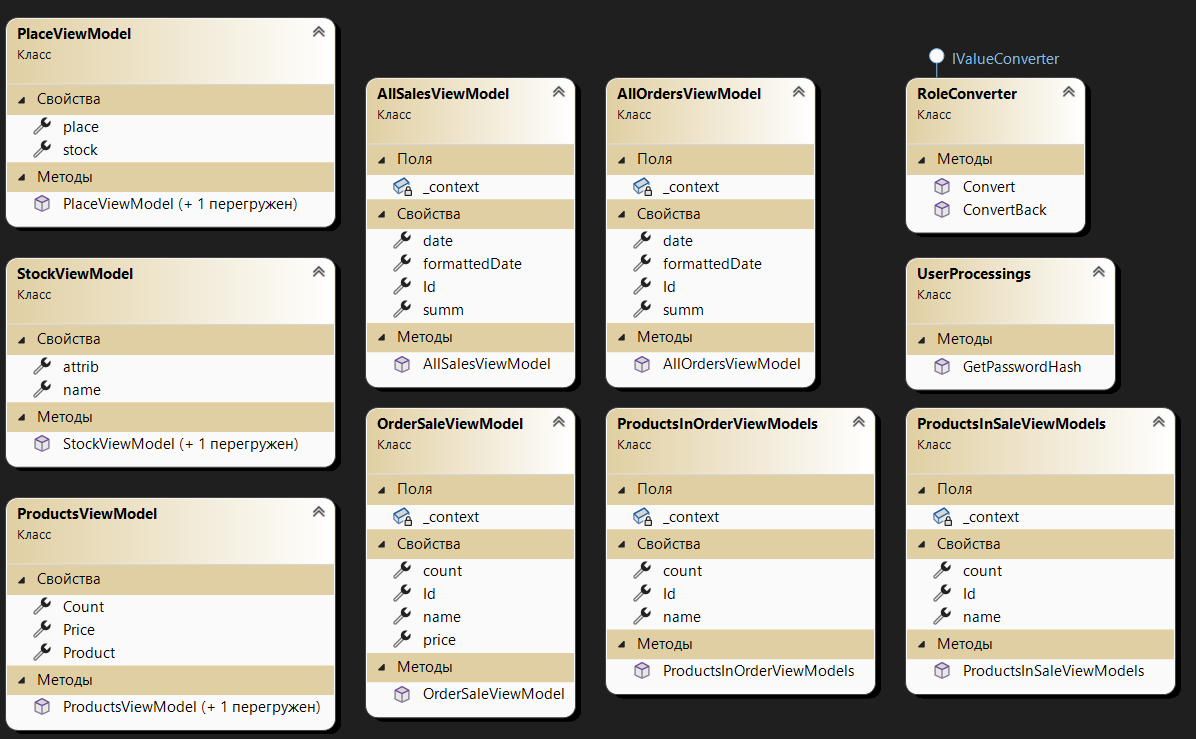 PlaceViewModel
Класс
Свойства
place
stock
Методы
PlaceViewModel (+ 1 перегружен)
StockViewModel
Класс
Свойства
attrib
name
Методы
StockViewModel (+ 1 перегружен)
ProductsViewModel
Класс
Свойства
Count
Price
Product
Методы
ProductsViewModel (+ 1 перегружен)
AllSalesViewModel
Класс
Поля
_context
Свойства
date
formattedDate
Id
summ
Методы
AllSalesViewModel
OrderSaleViewModel
Класс
Поля
_context
Свойства
count
Id
name
price
Методы
OrderSaleViewModel
AllOrdersViewModel
Класс
Поля
_context
Свойства
date
formattedDate
Id
summ
Методы
AllOrdersViewModel
ProductsInOrderViewModels
Класс
Поля
_context
Свойства
count
Id
name
Методы
ProductsInOrderViewModels
IValueConverter
RoleConverter
Класс
Методы
Convert
ConvertBack
UserProcessings
Класс
Методы
GetPasswordHash
ProductsInSaleViewModels
Класс
Поля
_context
Свойства
count
Id
name
Методы
ProductsInSaleViewModels